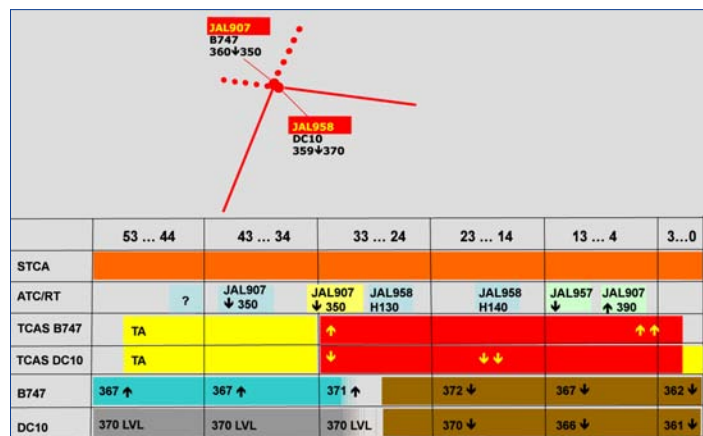 JAL907
B747
360↓350
JAL958
DC10
359↓370
53 ... 44 43 ... 34 33 ... 24 23 ... 14 13 ... 4 3...0
STCA
ATC/RT ? JAL907 ↓ 350 JAL907 ↓ 350 JAL958 H130 JAL958 H140 JAL957 ↓ JAL907 ↑ 390
TCAS B747 TA ↑ ↑↑
TCAS DC10 TA ↓ ↓↓
B747 367 ↑ 367 ↑ 371 ↑ 372 ↓ 367 ↓ 362 ↓
DC10 370 LVL 370 LVL 370 LVL 370 ↓ 366 ↓ 361 ↓